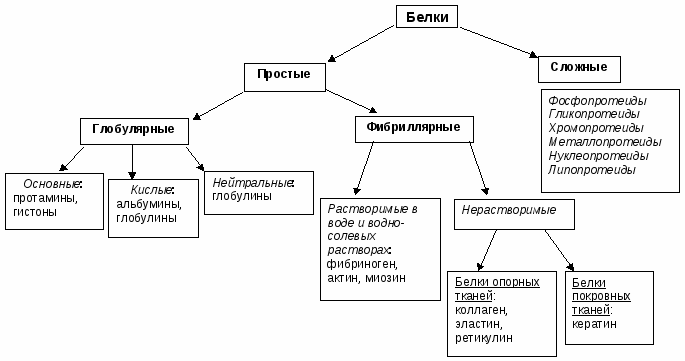 Белки
Простые
Сложные
Фосфопротеиды
Гликопротеиды
Хромопротеиды
Металлопротеиды
Нуклеопротеиды
Липопротеиды
Глобулярные
Фибриллярные
Основные:
протамины,
гистоны
Кислые:
альбумины,
глобулины
Нейтральные:
глобулины
Растворимые в
воде и водно-
солевых
растворах:
фибриноген,
актин, миозин
Нерастворимые
Белки опорных
тканей:
коллаген,
эластин,
ретикулин
Белки
покровных
тканей:
кератин